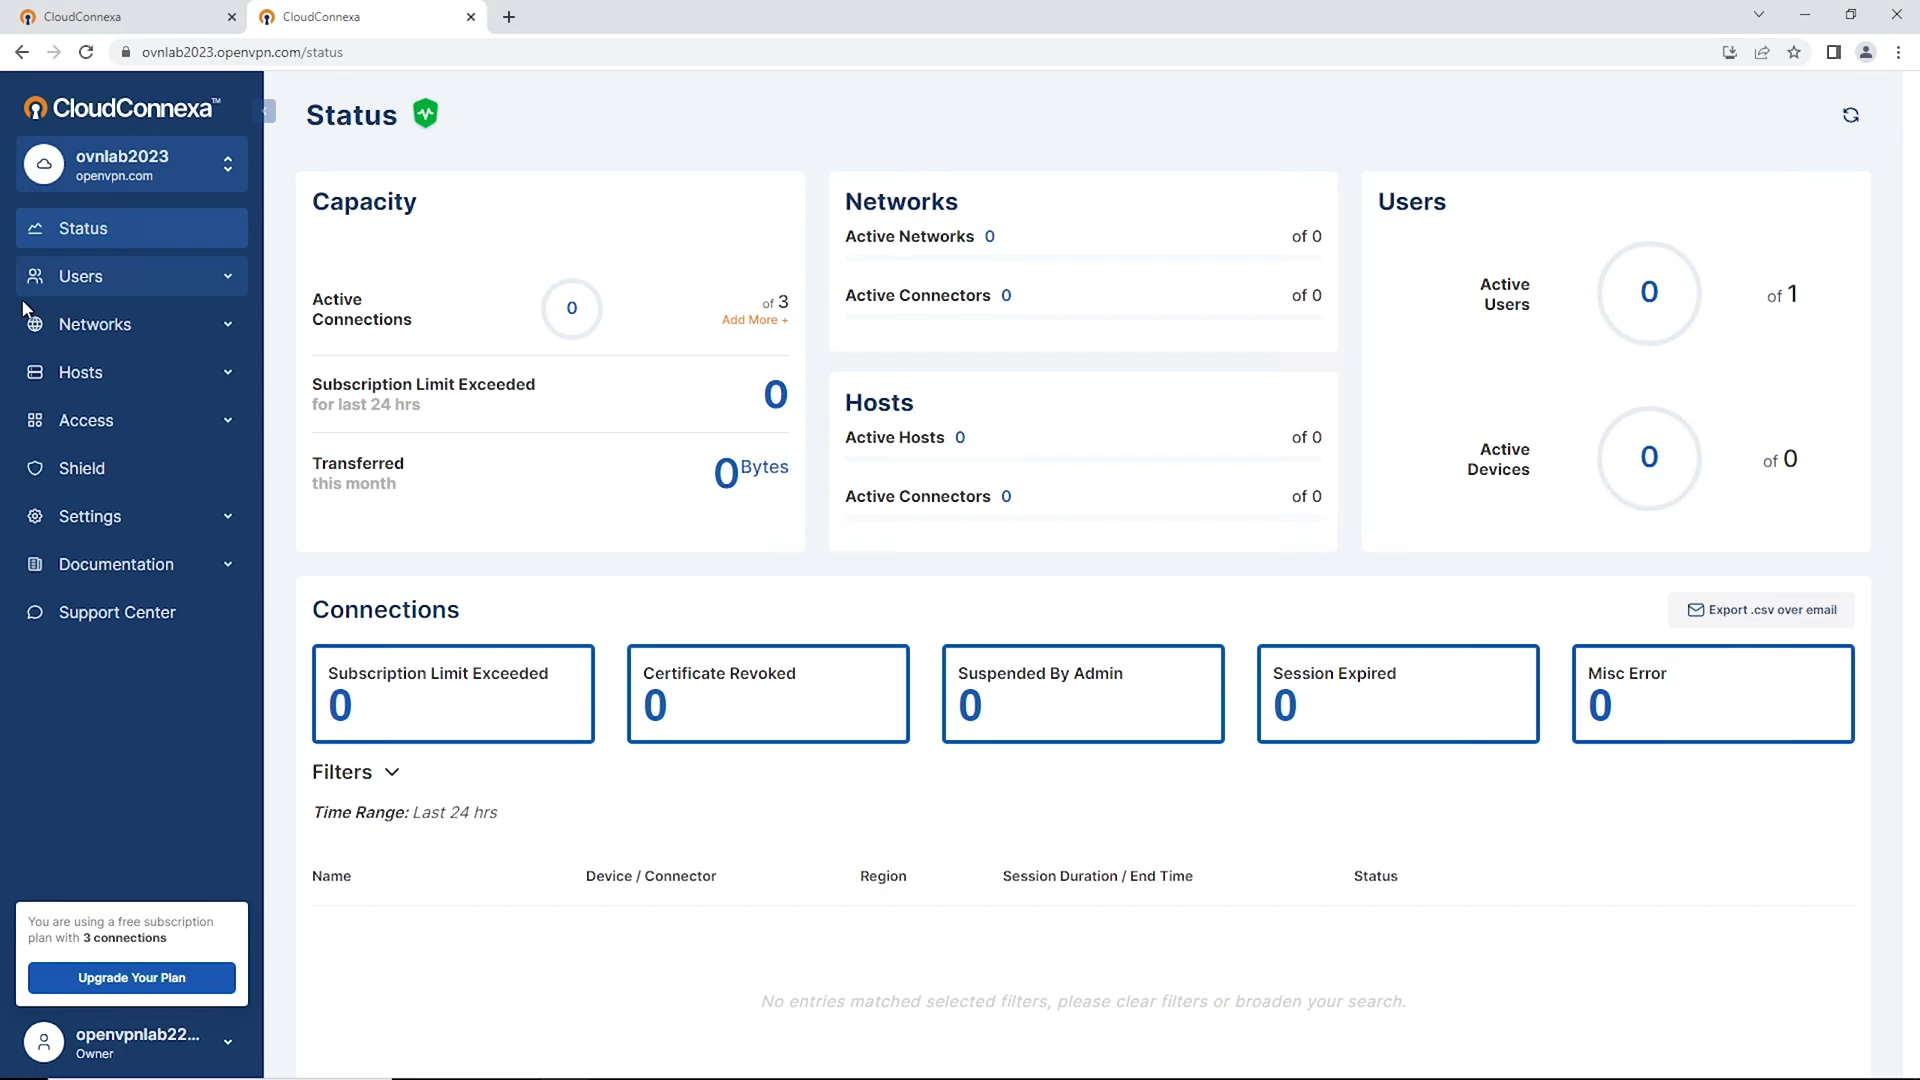 CloudConnexa
CloudConnexa
ovnlab2023.openvpn.com/status
CloudConnexa™
ovnlab2023
openvpn.com
Status
Users
Networks
Hosts
Access
Shield
Settings
Documentation
Support Center
You are using a free subscription
plan with 3 connections
Upgrade Your Plan
openvpnlab22...
Owner
Status
Capacity
Active
Connections
0
of 3
Add More +
Subscription Limit Exceeded
for last 24 hrs
0
Transferred
this month
0 Bytes
Networks
Active Networks 0
of 0
Active Connectors 0
of 0
Hosts
Active Hosts 0
of 0
Active Connectors 0
of 0
Users
Active
Users
0
of 1
Active
Devices
0
of 0
Connections
Export .csv over email
Subscription Limit Exceeded
0
Certificate Revoked
0
Suspended By Admin
0
Session Expired
0
Misc Error
0
Filters
Time Range: Last 24 hrs
Name
Device / Connector
Region
Session Duration / End Time
Status
No entries matched selected filters, please clear filters or broaden your search.